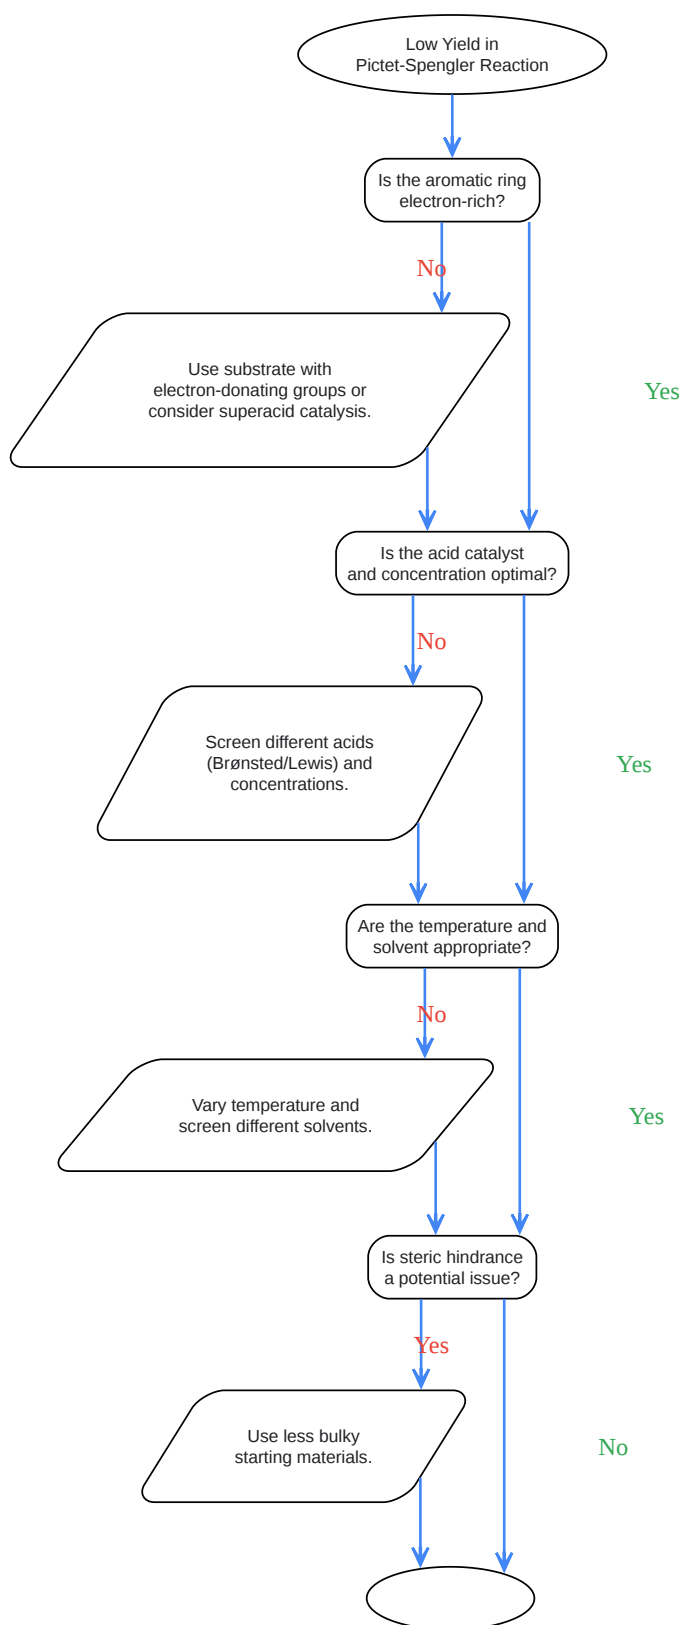 Low Yield in
Pictet-Spengler Reaction
Is the aromatic ring
electron-rich?
No
Use substrate with
electron-donating groups or
consider superacid catalysis.
Yes
Is the acid catalyst
and concentration optimal?
No
Screen different acids
(Brønsted/Lewis) and
concentrations.
Yes
Are the temperature and
solvent appropriate?
No
Vary temperature and
screen different solvents.
Yes
Is steric hindrance
a potential issue?
Yes
Use less bulky
starting materials.
No